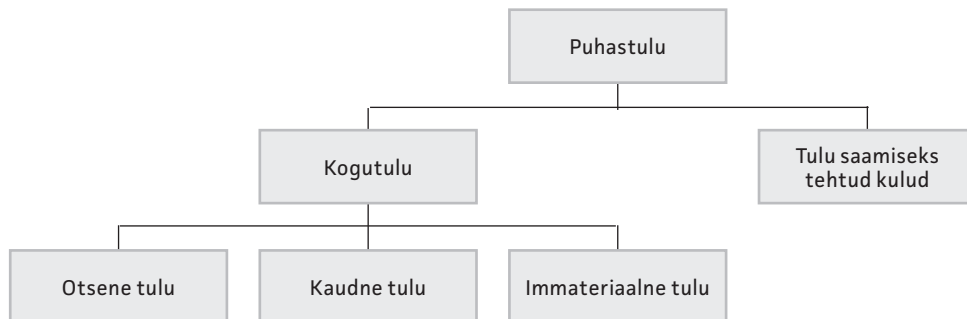 Puhastulu
Kogutulu
Tulu saamiseks
tehtud kulud
Otsene tulu
Kaudne tulu
Immateriaalne tulu